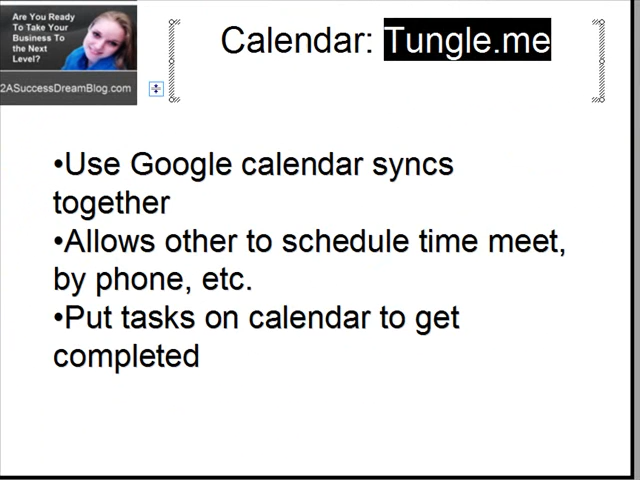 Are You Ready
To Take Your
Business To
the Next
Level?
2ASuccessDreamBlog.com
Calendar: Tungle.me
•Use Google calendar syncs
together
•Allows other to schedule time meet,
by phone, etc.
•Put tasks on calendar to get
completed